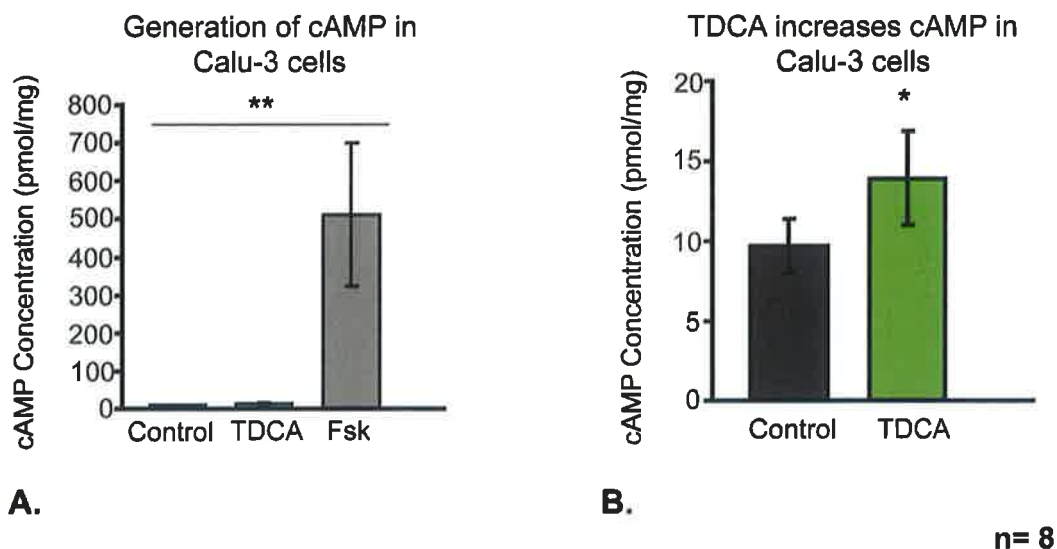 Generation of cAMP in
Calu-3 cells
cAMP Concentration (pmol/mg)
800
700
600
500
400
300
200
100
0
**
Control TDCA Fsk
A.
TDCA increases cAMP in
Calu-3 cells
cAMP Concentration (pmol/mg)
20
15
10
5
0
*
Control TDCA
B.
n= 8